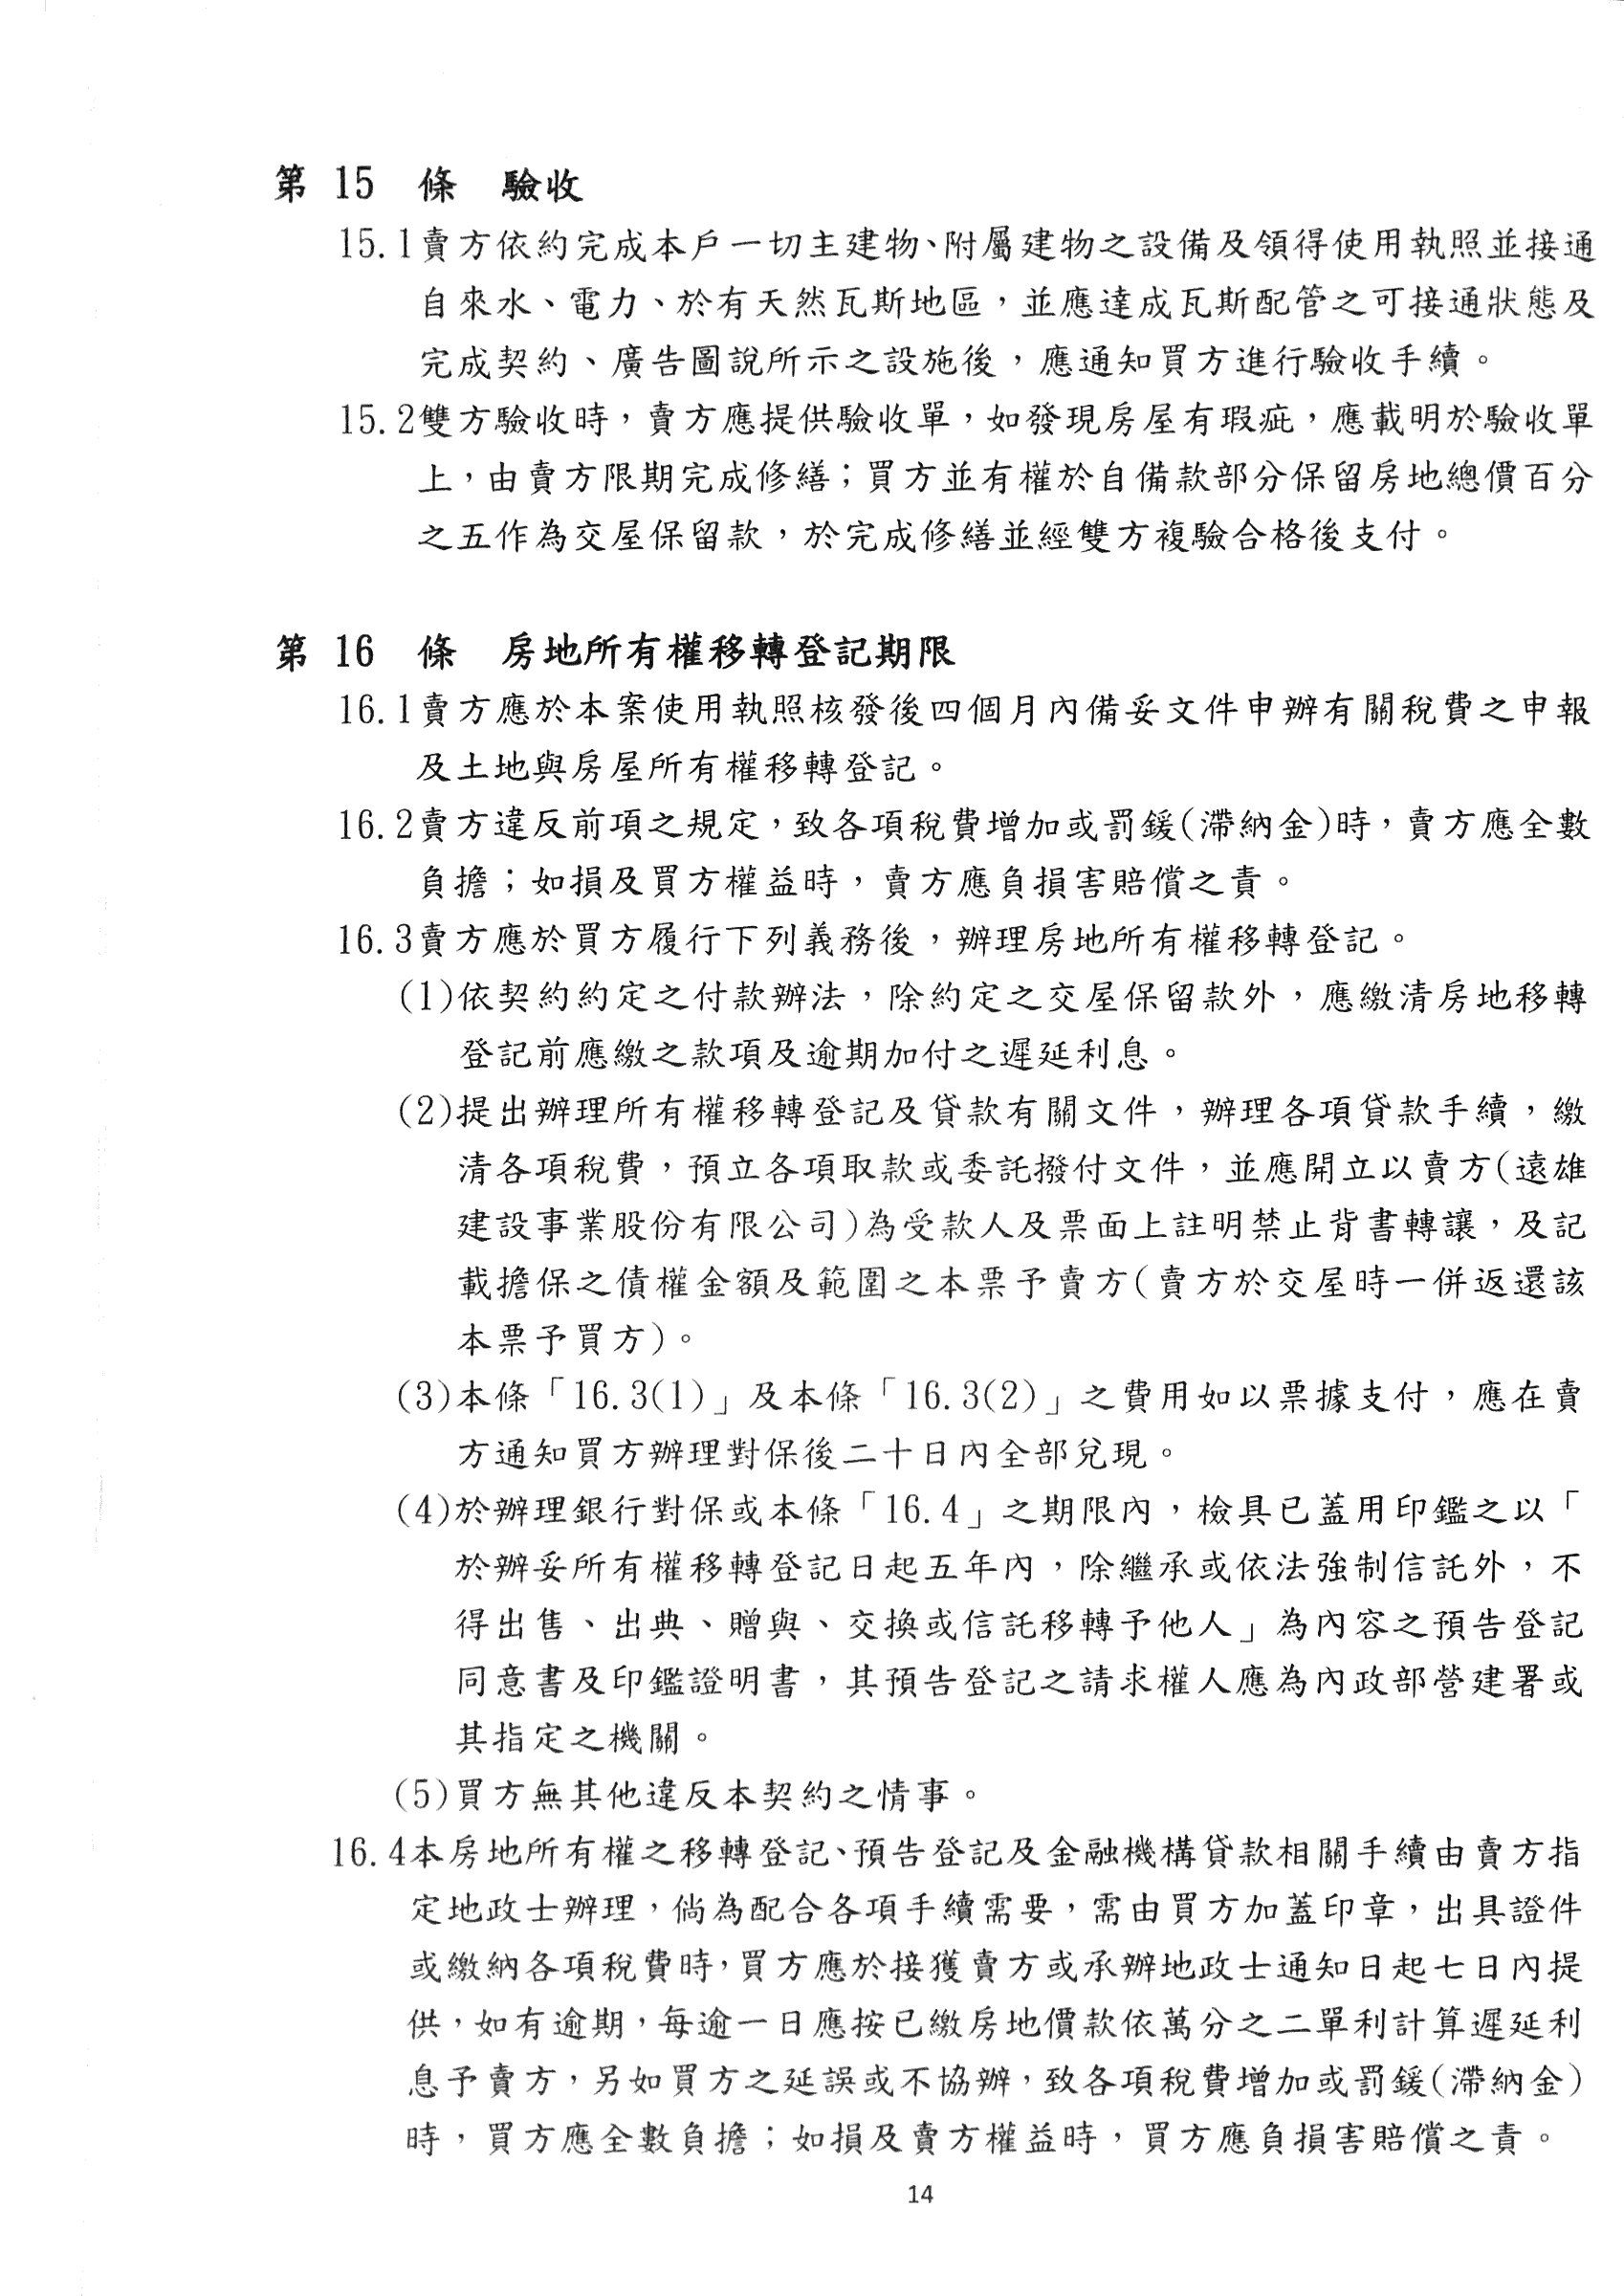 第 15 條 驗收
15.1賣方依約完成本戶一切主建物、附屬建物之設備及領得使用執照並接通
自來水、電力、於有天然瓦斯地區，並應達成瓦斯配管之可接通狀態及
完成契約、廣告圖說所示之設施後，應通知買方進行驗收手續。
15.2雙方驗收時，賣方應提供驗收單，如發現房屋有瑕疵，應載明於驗收單
上，由賣方限期完成修繕；買方並有權於自備款部分保留房地總價百分
之五作為交屋保留款，於完成修繕並經雙方複驗合格後支付。
第 16 條 房地所有權移轉登記期限
16.1賣方應於本案使用執照核發後四個月內備妥文件申辦有關稅費之申報
及土地與房屋所有權移轉登記。
16.2賣方違反前項之規定，致各項稅費增加或罰鍰(滯納金)時，賣方應全數
負擔；如損及買方權益時，賣方應負損害賠償之責。
16.3賣方應於買方履行下列義務後，辦理房地所有權移轉登記。
(1)依契約約定之付款辦法，除約定之交屋保留款外，應繳清房地移轉
登記前應繳之款項及逾期加付之遲延利息。
(2)提出辦理所有權移轉登記及貸款有關文件，辦理各項貸款手續，繳
清各項稅費，預立各項取款或委託撥付文件，並應開立以賣方(遠雄
建設事業股份有限公司)為受款人及票面上註明禁止背書轉讓，及記
載擔保之債權金額及範圍之本票予賣方(賣方於交屋時一併返還該
本票予買方)。
(3)本條「16.3(1)」及本條「16.3(2)」之費用如以票據支付，應在賣
方通知買方辦理對保後二十日內全部兌現。
(4)於辦理銀行對保或本條「16.4」之期限內，檢具已蓋用印鑑之以「
於辦妥所有權移轉登記日起五年內，除繼承或依法強制信託外，不
得出售、出典、贈與、交換或信託移轉予他人」為內容之預告登記
同意書及印鑑證明書，其預告登記之請求權人應為內政部營建署或
其指定之機關。
(5)買方無其他違反本契約之情事。
16.4本房地所有權之移轉登記、預告登記及金融機構貸款相關手續由賣方指
定地政士辦理，倘為配合各項手續需要，需由買方加蓋印章，出具證件
或繳納各項稅費時，買方應於接獲賣方或承辦地政士通知日起七日內提
供，如有逾期，每逾一日應按已繳房地價款依萬分之二單利計算遲延利
息予賣方，另如買方之延誤或不協辦，致各項稅費增加或罰鍰(滯納金)
時，買方應全數負擔；如損及賣方權益時，買方應負損害賠償之責。
14